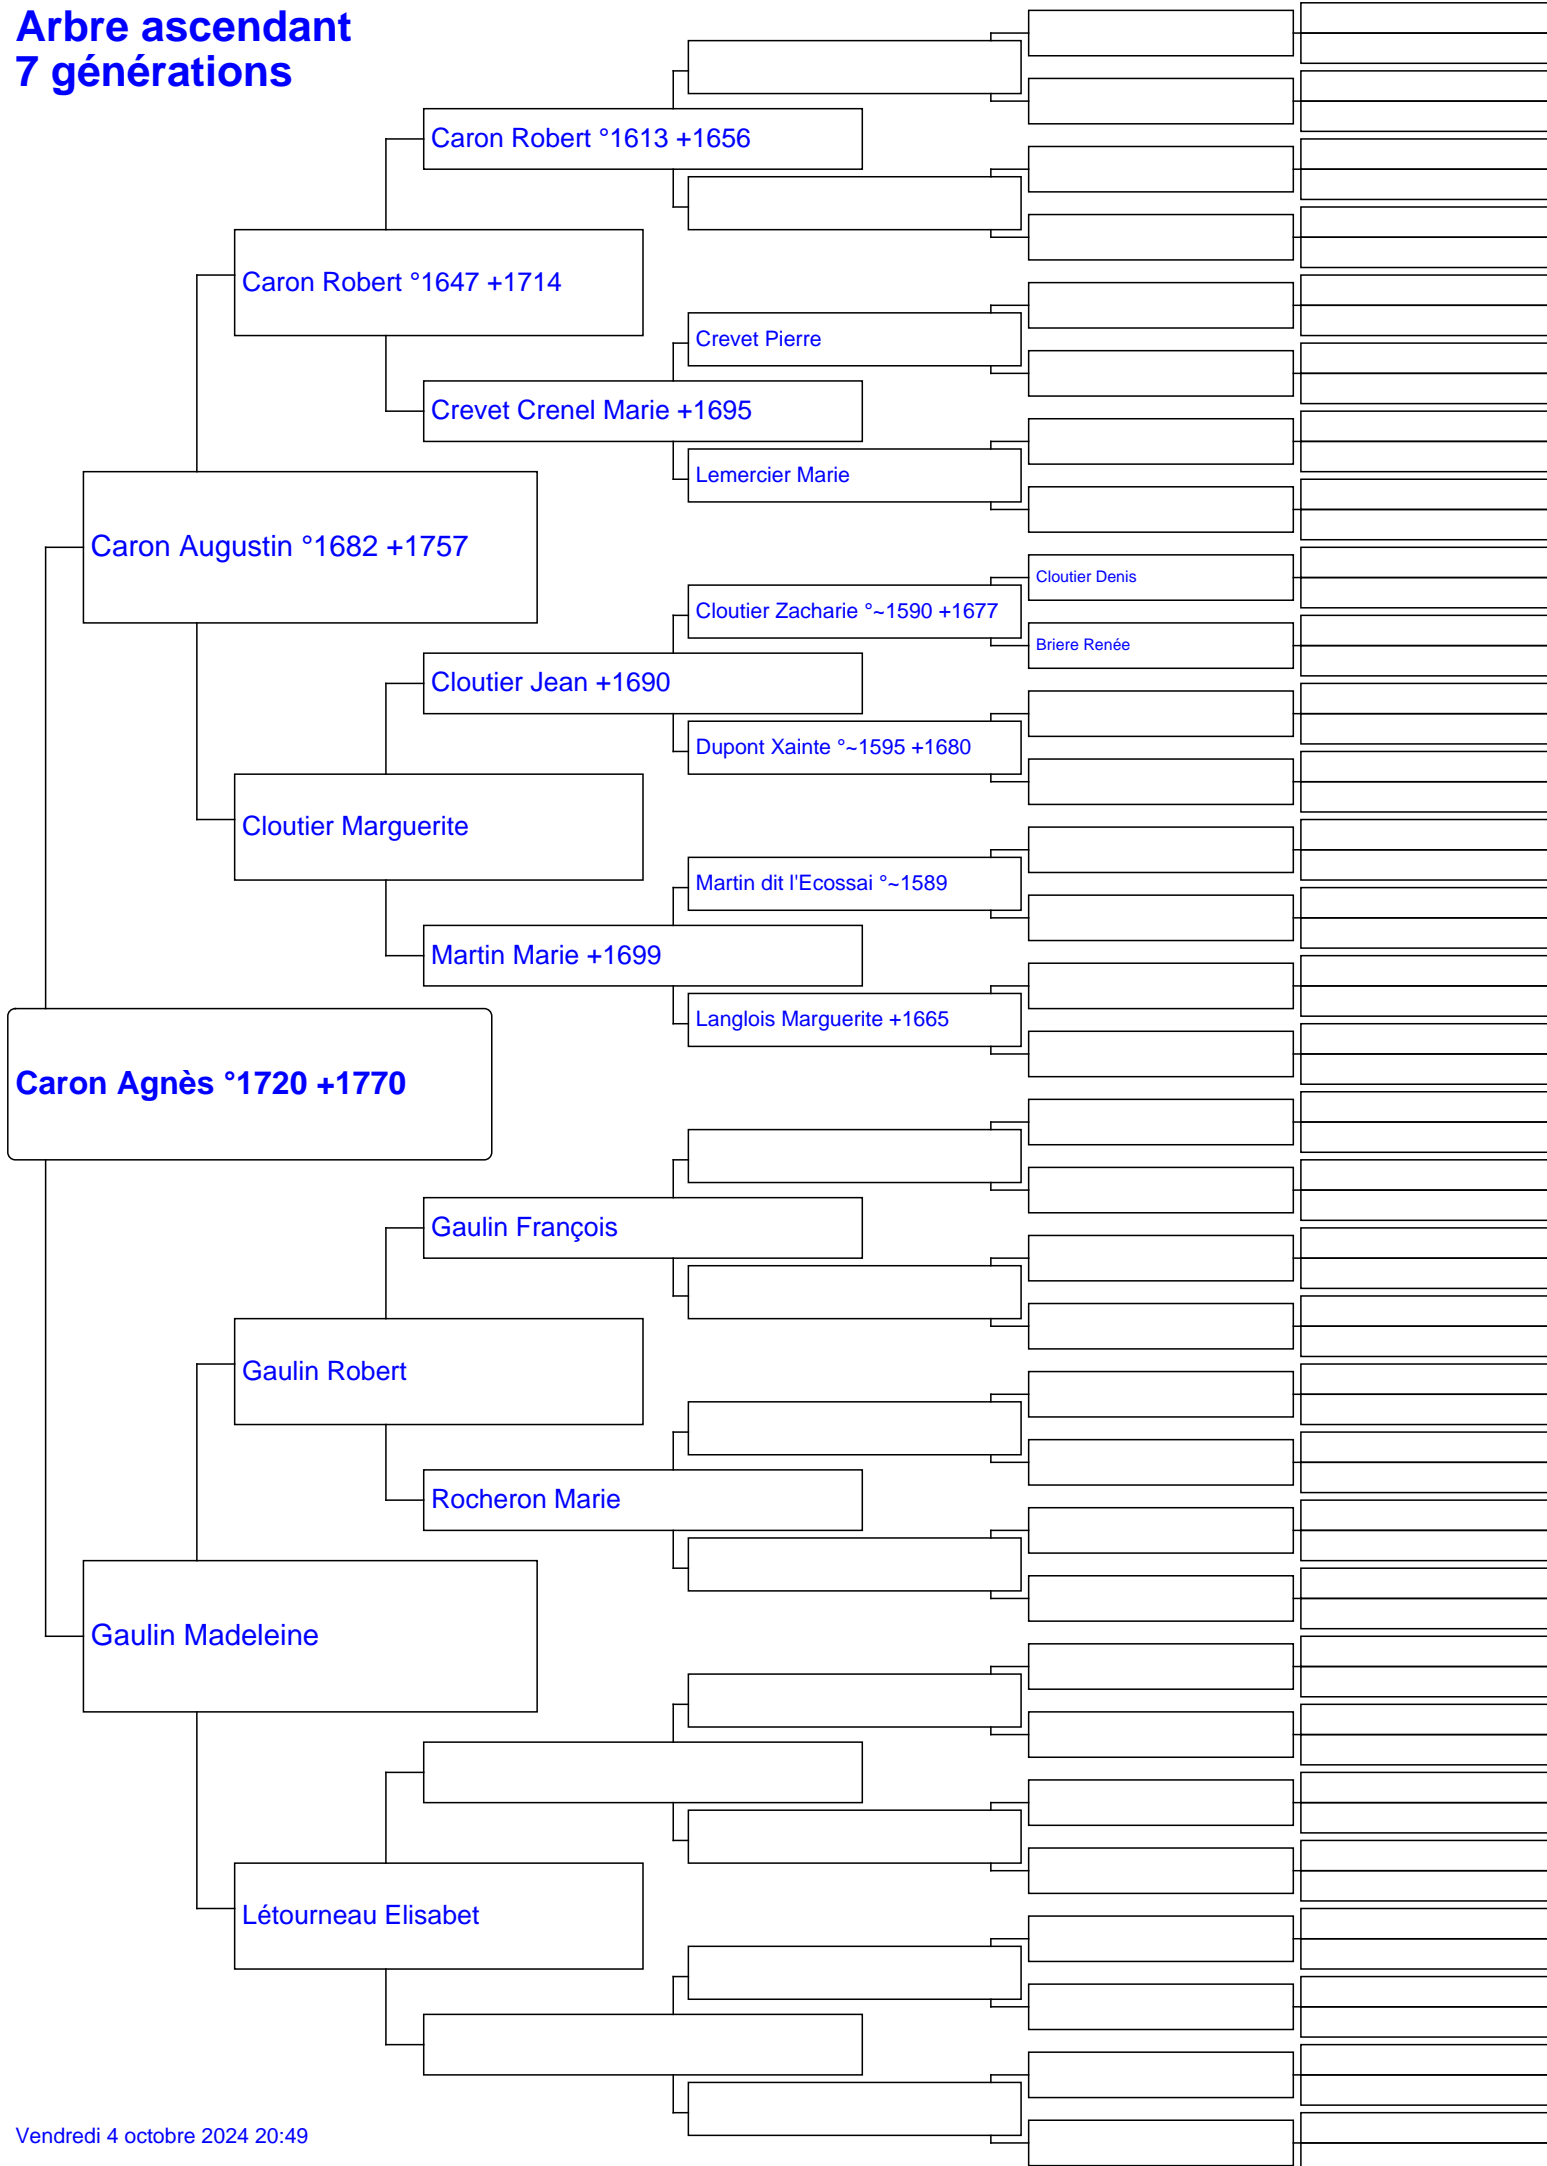 Arbre ascendant
7 générations
Caron Robert °1613 +1656
Caron Robert °1647 +1714
Crevet Pierre
Crevet Crenel Marie +1695
Lemercier Marie
Caron Augustin °1682 +1757
Cloutier Denis
Cloutier Zacharie °~1590 +1677
Briere Renée
Cloutier Jean +1690
Dupont Xainte °~1595 +1680
Cloutier Marguerite
Martin dit l'Ecossai °~1589
Martin Marie +1699
Langlois Marguerite +1665
Caron Agnès °1720 +1770
Gaulin François
Gaulin Robert
Rocheron Marie
Gaulin Madeleine
Létourneau Elisabet
Vendredi 4 octobre 2024 20:49